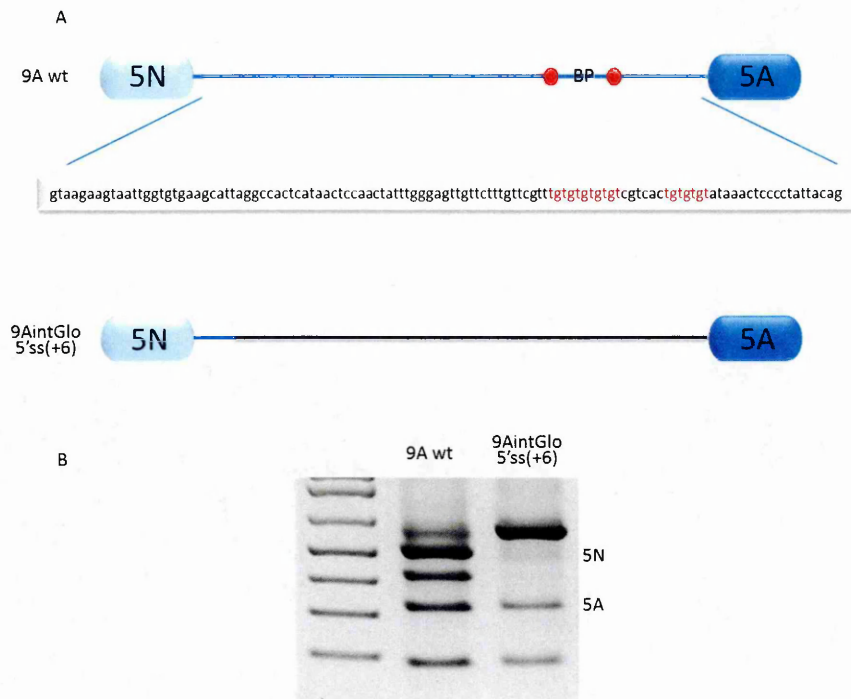 A
9A wt
5N
BP
5A
gtaagaagtaattggtgtgaagcattaggccactcataactccaactatttgggagttgttctttgttcgtttgtgtgtgtgtcgtcactgtgtgtataaactcccctattacag
9AintGlo
5'ss(+6)
5N
5A
B
9A wt
9AintGlo
5'ss(+6)
5N
5A